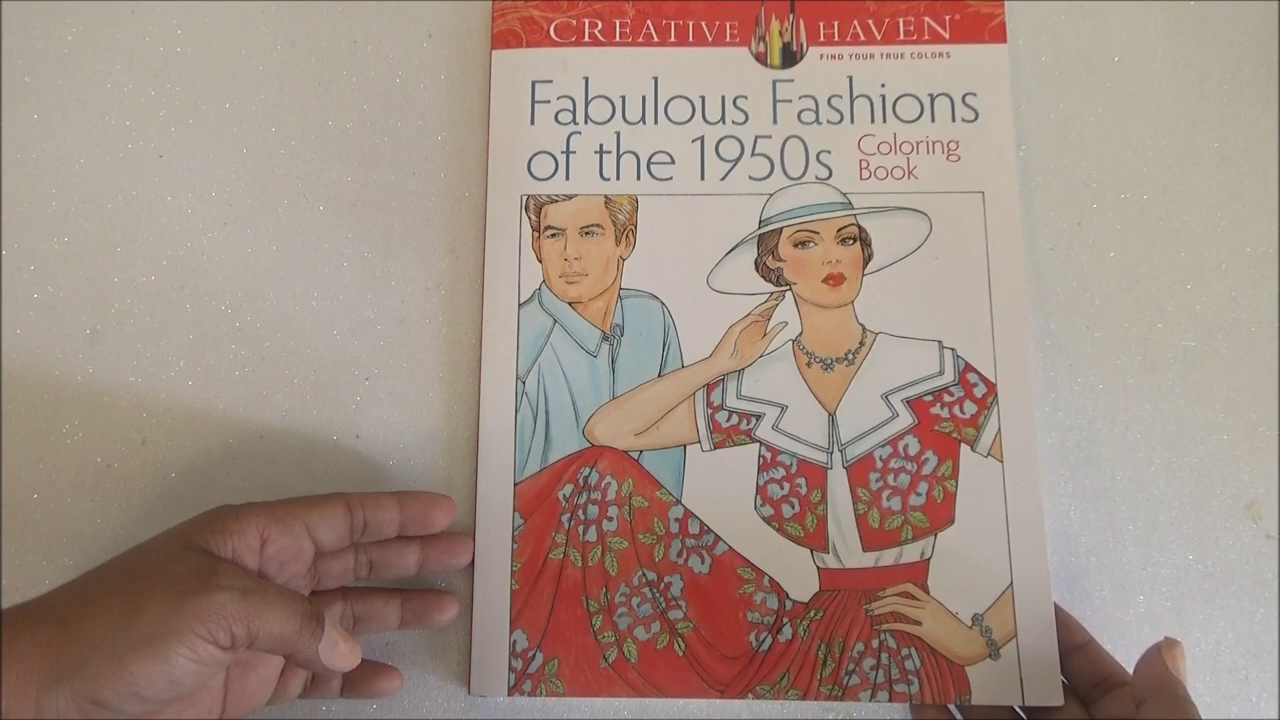 CREATIVE HAVEN®
FIND YOUR TRUE COLORS
Fabulous Fashions
of the 1950s
Coloring
Book